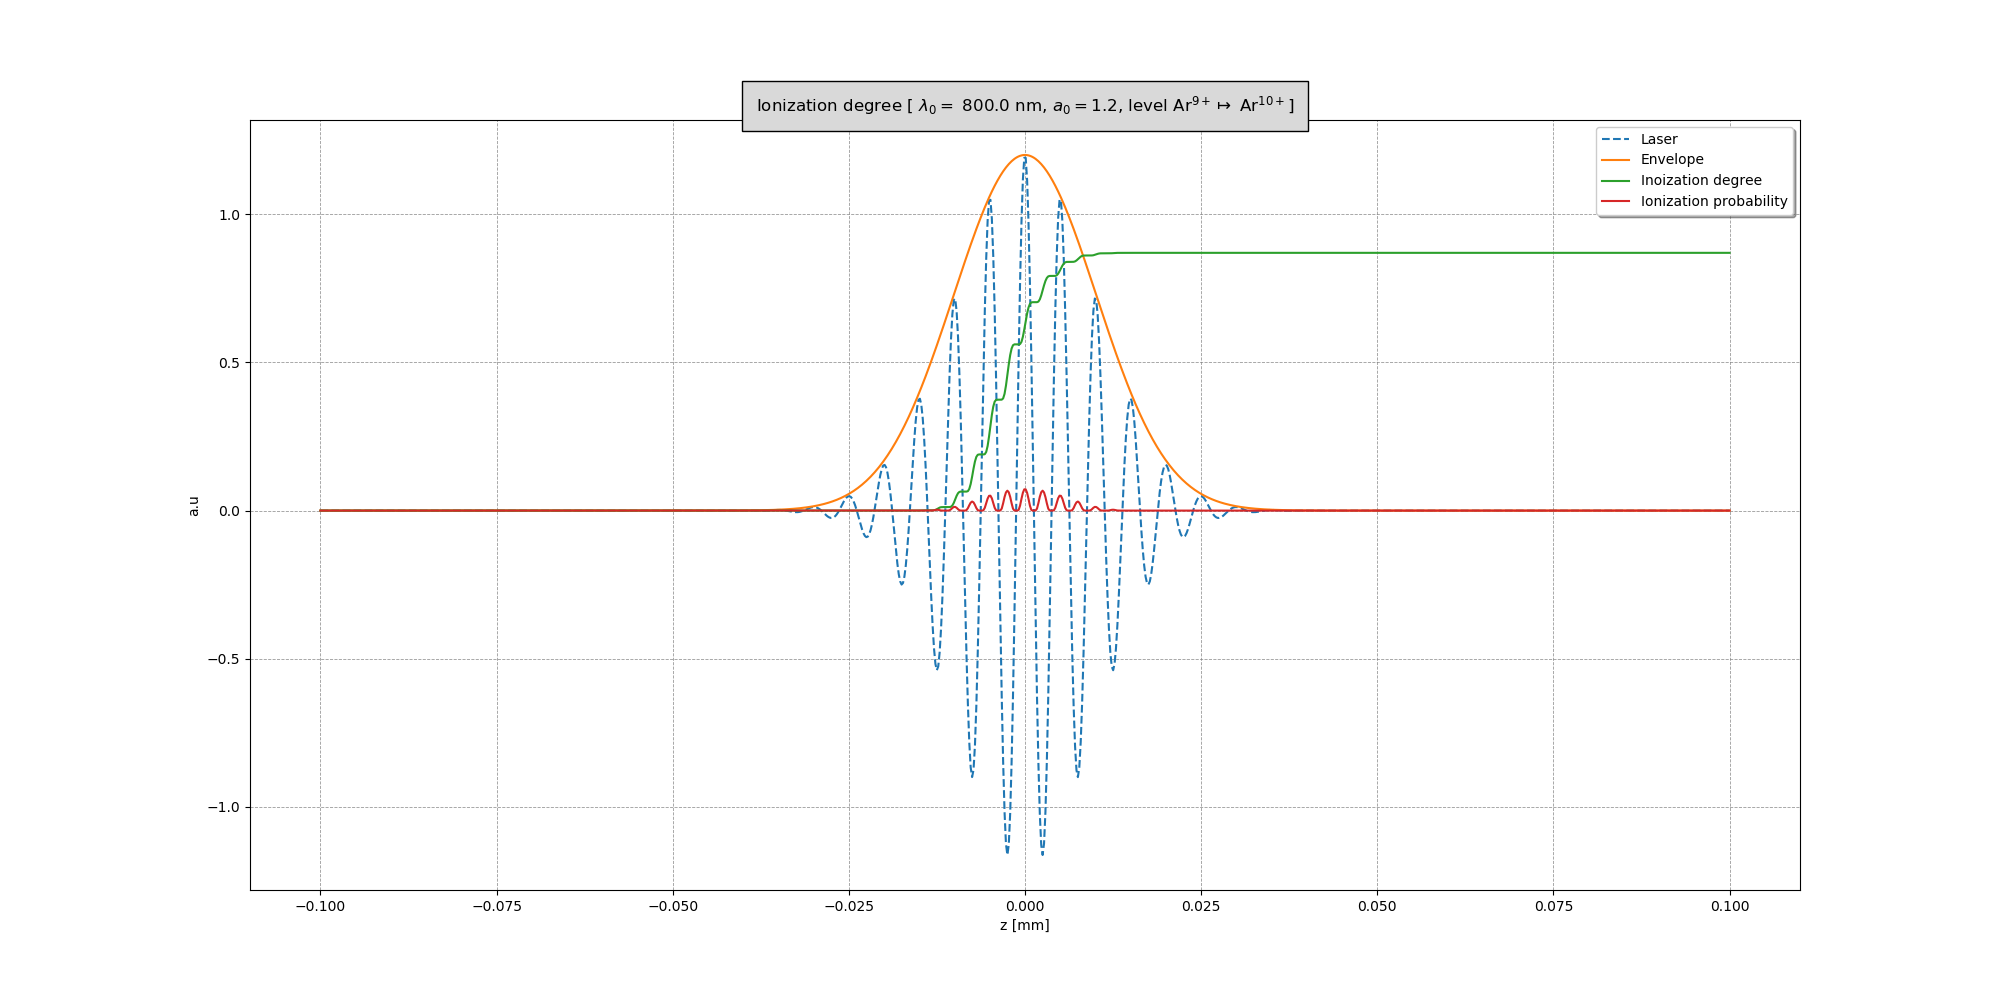 Ionization degree [ λ₀ = 800.0 nm, a₀ = 1.2, level Ar⁹⁺ ↦ Ar¹⁰⁺ ]
Laser
Envelope
Inoization degree
Ionization probability
1.0
0.5
0.0
−0.5
−1.0
a.u
−0.100 −0.075 −0.050 −0.025 0.000 0.025 0.050 0.075 0.100
z [mm]